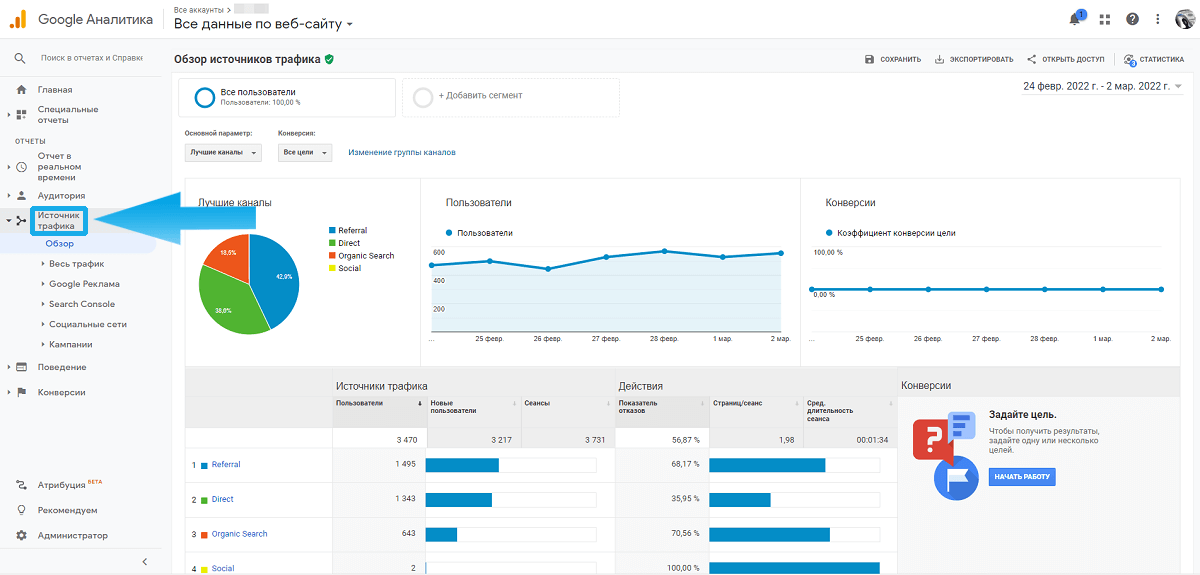 Google Аналитика
Все аккаунты >
Все данные по веб-сайту
1
Поиск в отчетах и Справке
Главная
Специальные
отчеты
ОТЧЕТЫ
Отчет в
реальном
времени
Аудитория
Источник
трафика
Обзор
Весь трафик
Google Реклама
Search Console
Социальные сети
Кампании
Поведение
Конверсии
Атрибуция BETA
Рекомендуем
Администратор
Обзор источников трафика
СОХРАНИТЬ
ЭКСПОРТИРОВАТЬ
ОТКРЫТЬ ДОСТУП
СТАТИСТИКА
Все пользователи
Пользователи: 100,00 %
+ Добавить сегмент
24 февр. 2022 г. - 2 мар. 2022 г.
Основной параметр:
Конверсия:
Лучшие каналы
Все цели
Изменение группы каналов
Лучшие каналы
Referral
Direct
Organic Search
Social
42,9%
38,6%
18,5%
Пользователи
Пользователи
600
400
200
... 25 февр. 26 февр. 27 февр. 28 февр. 1 мар. 2 мар.
Конверсии
Коэффициент конверсии цели
100,00 %
0,00 %
... 25 февр. 26 февр. 27 февр. 28 февр. 1 мар. 2 мар.
Источники трафика Действия Конверсии
Пользователи
Новые
пользователи
Сеансы
Показатель
отказов
Страниц/сеанс
Сред.
длительность
сеанса
3 470 3 217 3 731 56,87 % 1,98 00:01:34
1 Referral 1 495 68,17 %
2 Direct 1 343 35,95 %
3 Organic Search 643 70,56 %
4 Social 2 100,00 %
Задайте цель.
Чтобы получить результаты,
задайте одну или несколько
целей.
НАЧАТЬ РАБОТУ